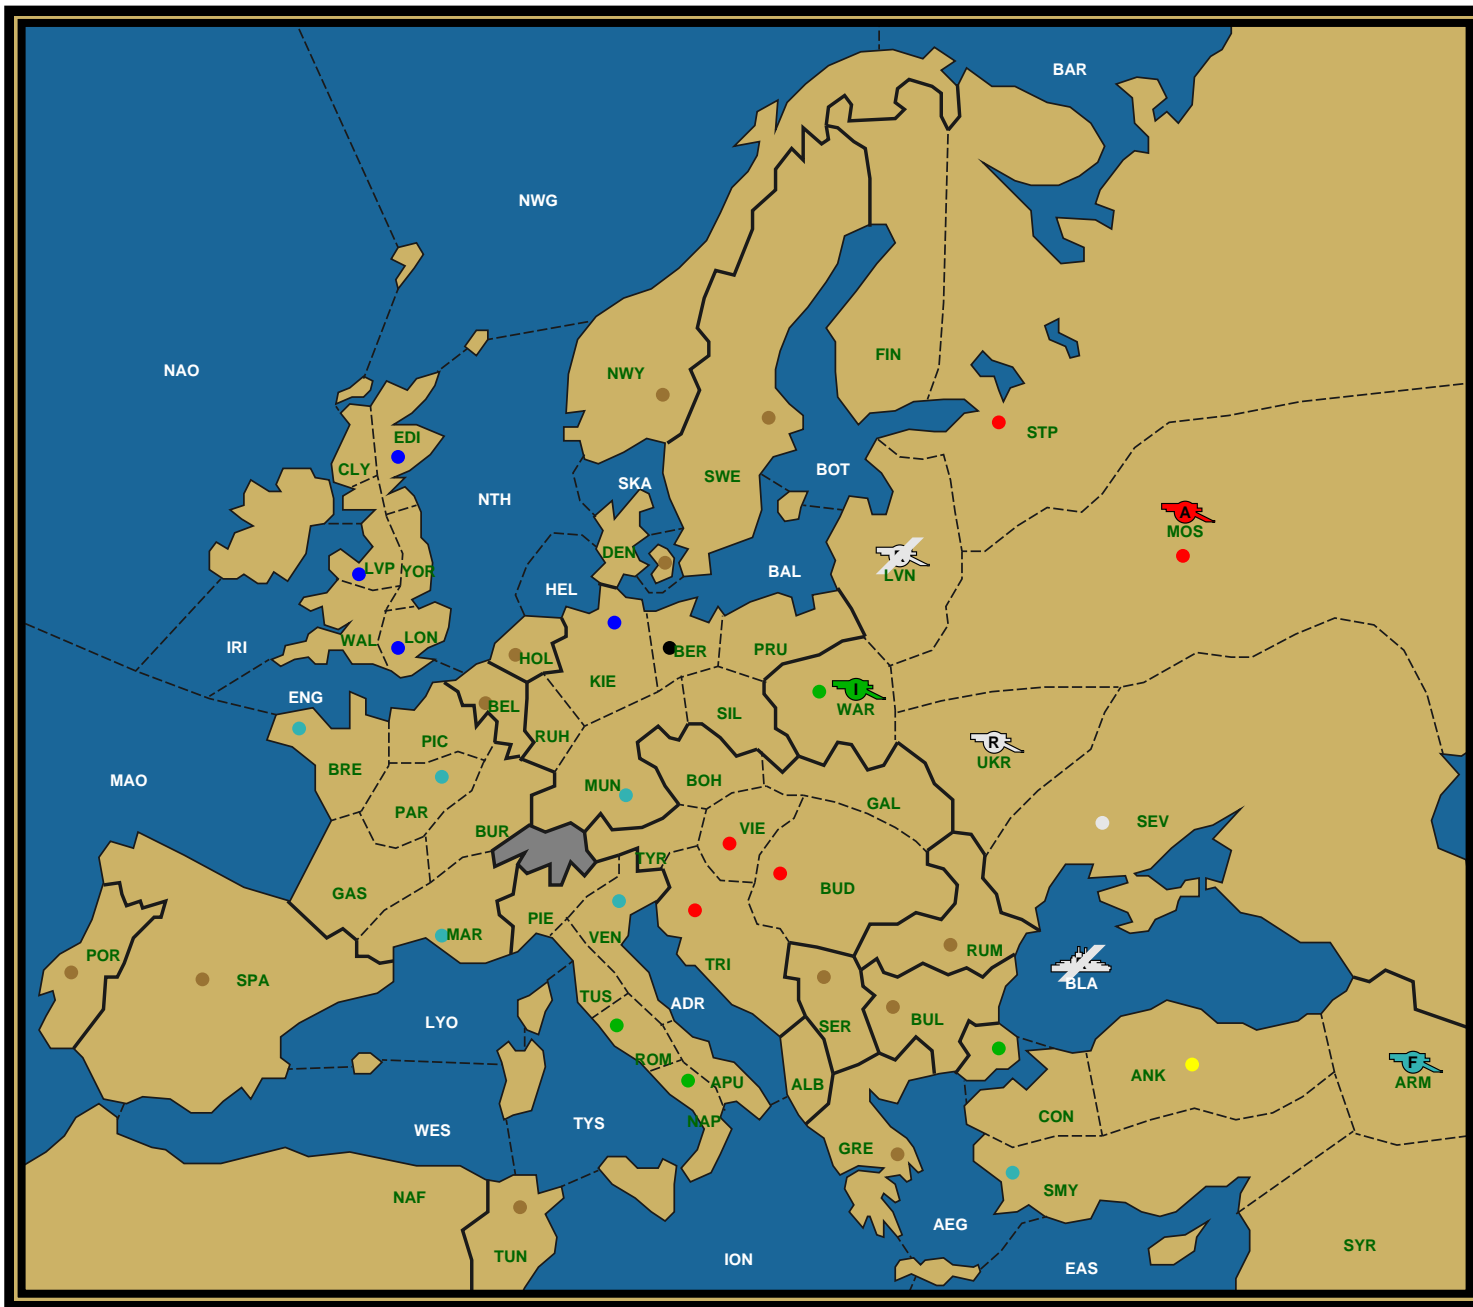 BAR
NWG
NAO
FIN
NWY
STP
EDI
CLY
SWE
BOT
SKA
NTH
A
MOS
DEN
LVP
YOR
BAL
LVN
HEL
IRI
WAL
LON
HOL
BER
PRU
KIE
I
WAR
ENG
BEL
SIL
PIC
RUH
R
UKR
BRE
MAO
MUN
BOH
GAL
PAR
BUR
VIE
SEV
TYR
BUD
GAS
PIE
VEN
MAR
POR
SPA
TRI
RUM
BLA
TUS
ADR
LYO
SER
BUL
ROM
APU
ALB
ANK
F
ARM
NAP
CON
WES
TYS
GRE
NAF
SMY
AEG
TUN
ION
EAS
SYR